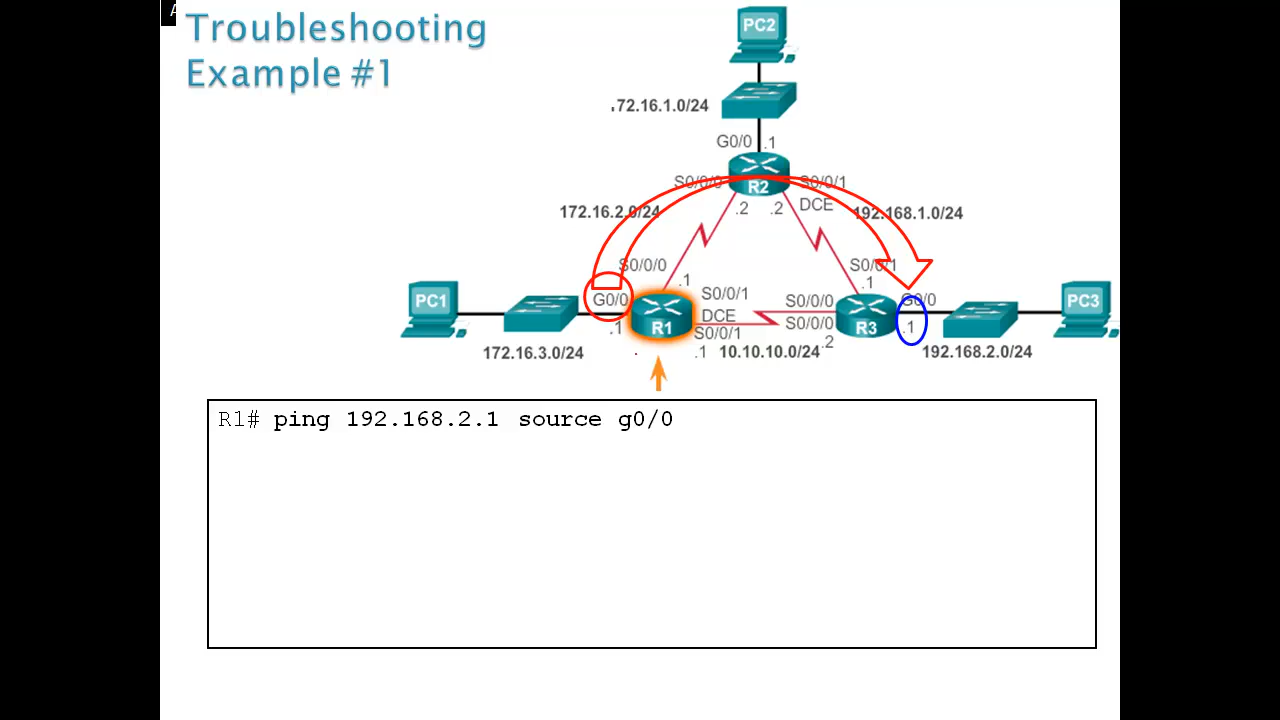 A
Troubleshooting
Example #1
PC2
72.16.1.0/24
G0/0 .1
S0/0/0 R2 S0/0/1
DCE
172.16.2.0/24 .2 .2 192.168.1.0/24
S0/0/0 S0/0/1
.1 .1
PC1 G0/0 S0/0/1 S0/0/0 G0/0 PC3
DCE
.1 R1 S0/0/1 S0/0/0 R3 .1
.2
172.16.3.0/24 .1 10.10.10.0/24 192.168.2.0/24
R1# ping 192.168.2.1 source g0/0